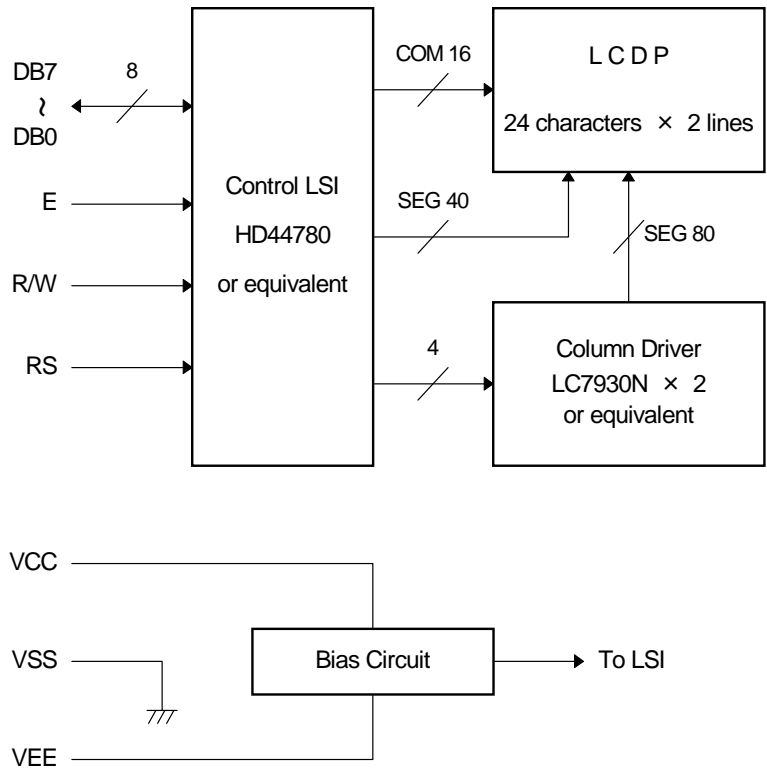 DB7
~
DB0
8
E
R/W
RS
Control LSI
HD44780
or equivalent
COM 16
SEG 40
4
L C D P
24 characters × 2 lines
SEG 80
Column Driver
LC7930N × 2
or equivalent
VCC
VSS
VEE
Bias Circuit
To LSI